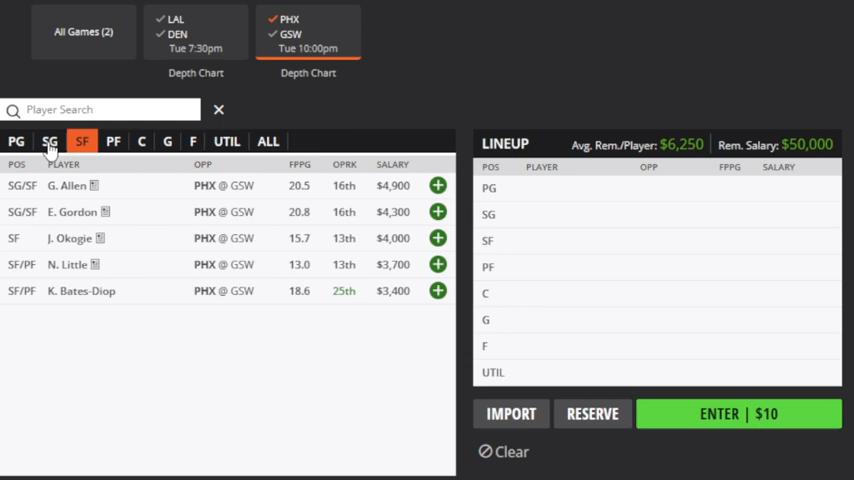 All Games (2)
LAL
DEN
Tue 7:30pm
Depth Chart
PHX
GSW
Tue 10:00pm
Depth Chart
Player Search
PG SG SF PF C G F UTIL ALL
POS PLAYER OPP FPPG OPRK SALARY
SG/SF G. Allen PHX @ GSW 20.5 16th $4,900
SG/SF E. Gordon PHX @ GSW 20.8 16th $4,300
SF J. Okogie PHX @ GSW 15.7 13th $4,000
SF/PF N. Little PHX @ GSW 13.0 13th $3,700
SF/PF K. Bates-Diop PHX @ GSW 18.6 25th $3,400
LINEUP Avg. Rem./Player: $6,250 Rem. Salary: $50,000
POS PLAYER OPP FPPG SALARY
PG
SG
SF
PF
C
G
F
UTIL
IMPORT RESERVE ENTER | $10
Clear